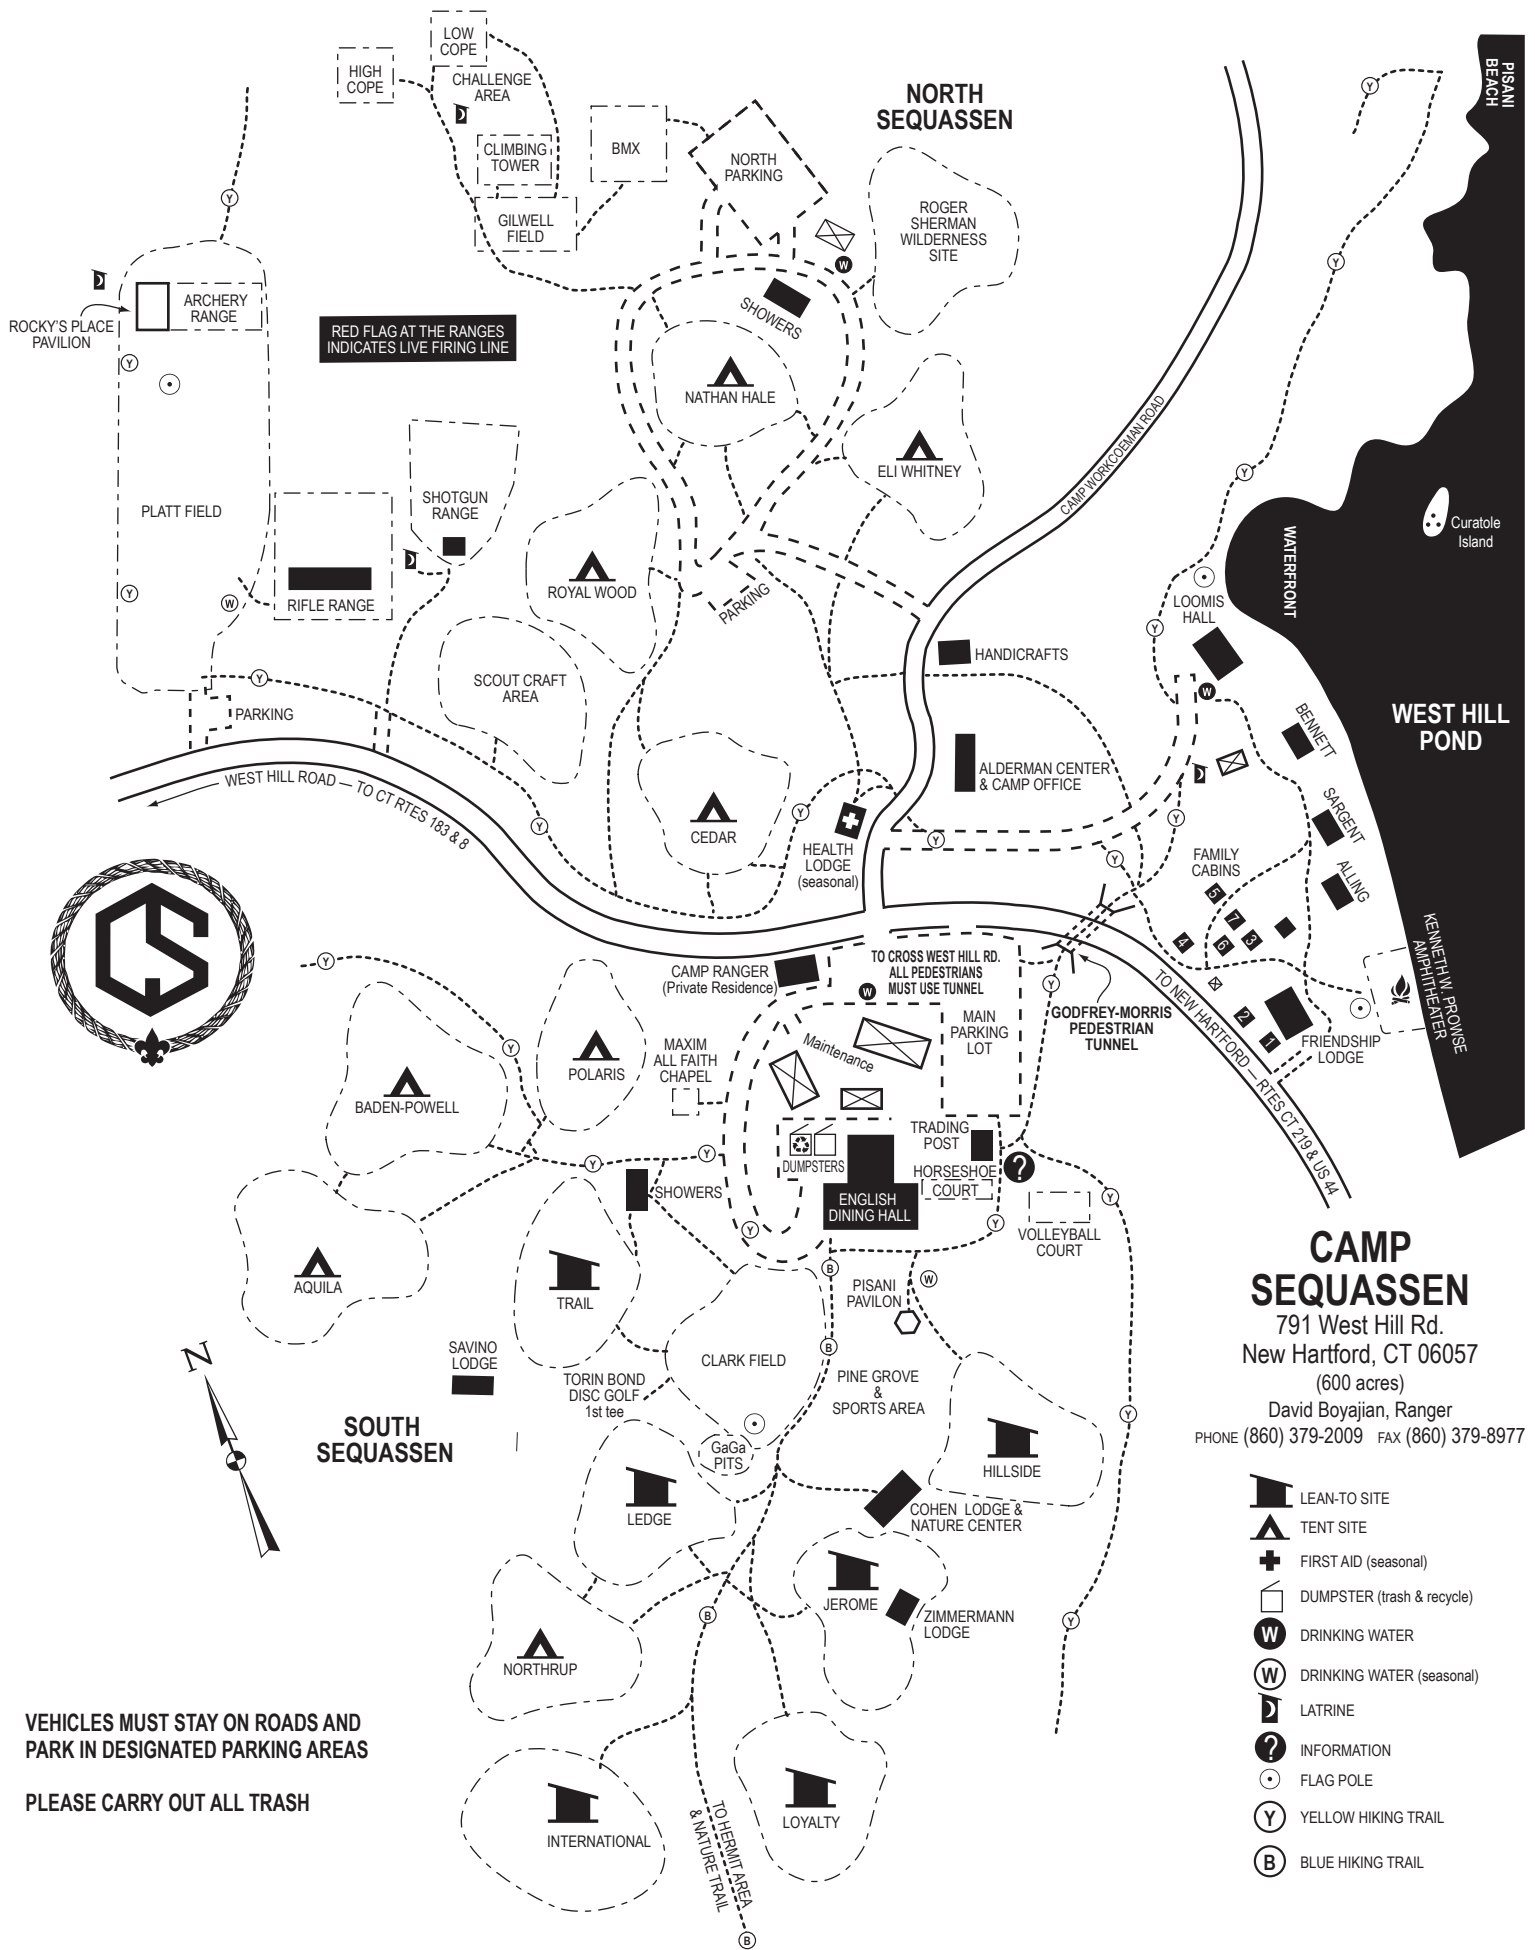 LOW
COPE
HIGH
COPE
CHALLENGE
AREA
CLIMBING
TOWER
BMX
GILWELL
FIELD
NORTH
PARKING
NORTH
SEQUASSEN
ROGER
SHERMAN
WILDERNESS
SITE
W
PISANI
BEACH
Y
Y
Y
Y
ARCHERY
RANGE
ROCKY'S PLACE
PAVILION
Y
RED FLAG AT THE RANGES
INDICATES LIVE FIRING LINE
SHOWERS
NATHAN HALE
ELI WHITNEY
CAMP WORKCOEMAN ROAD
PLATT FIELD
SHOTGUN
RANGE
RIFLE RANGE
Y
W
ROYAL WOOD
PARKING
Curatole
Island
WATERFRONT
LOOMIS
HALL
Y
HANDICRAFTS
SCOUT CRAFT
AREA
Y
PARKING
W
WEST HILL
POND
BENNETT
SARGENT
ALLING
WEST HILL ROAD — TO CT RTES 183 & 8
Y
CEDAR
Y
HEALTH
LODGE
(seasonal)
ALDERMAN CENTER
& CAMP OFFICE
Y
Y
Y
FAMILY
CABINS
5
7
4
6
3
2
1
KENNETH W. PROWSE
AMPHITHEATER
FRIENDSHIP
LODGE
CS
CAMP RANGER
(Private Residence)
TO CROSS WEST HILL RD.
ALL PEDESTRIANS
MUST USE TUNNEL
W
Y
GODFREY-MORRIS
PEDESTRIAN
TUNNEL
TO NEW HARTFORD — RTES CT 219 & US 44
MAIN
PARKING
LOT
Maintenance
MAXIM
ALL FAITH
CHAPEL
Y
Y
POLARIS
BADEN-POWELL
TRADING
POST
DUMPSTERS
HORSESHOE
COURT
?
ENGLISH
DINING HALL
Y
Y
SHOWERS
Y
Y
Y
VOLLEYBALL
COURT
AQUILA
TRAIL
B
W
PISANI
PAVILON
CAMP
SEQUASSEN
791 West Hill Rd.
New Hartford, CT 06057
(600 acres)
David Boyajian, Ranger
PHONE (860) 379-2009 FAX (860) 379-8977
N
SAVINO
LODGE
TORIN BOND
DISC GOLF
1st tee
CLARK FIELD
B
PINE GROVE
&
SPORTS AREA
Y
SOUTH
SEQUASSEN
GaGa
PITS
HILLSIDE
LEDGE
COHEN LODGE &
NATURE CENTER
JEROME
ZIMMERMANN
LODGE
B
Y
NORTHRUP
INTERNATIONAL
LOYALTY
TO HERMIT AREA
& NATURE TRAIL
B
LEAN-TO SITE
TENT SITE
FIRST AID (seasonal)
DUMPSTER (trash & recycle)
W DRINKING WATER
W DRINKING WATER (seasonal)
LATRINE
? INFORMATION
FLAG POLE
Y YELLOW HIKING TRAIL
B BLUE HIKING TRAIL
VEHICLES MUST STAY ON ROADS AND
PARK IN DESIGNATED PARKING AREAS
PLEASE CARRY OUT ALL TRASH